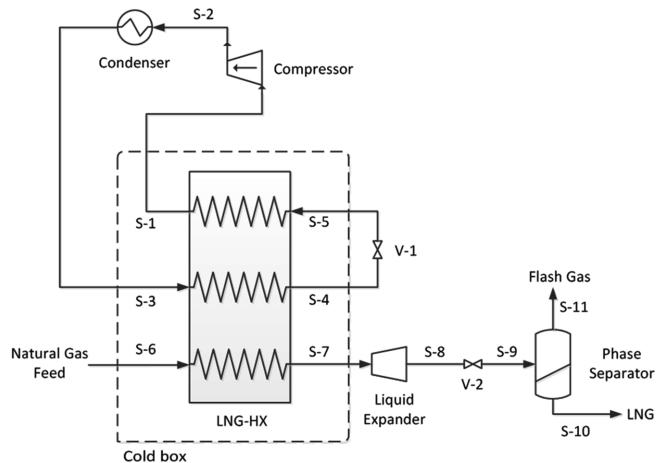 S-2
Condenser
Compressor
S-1
S-5
V-1
S-3
S-4
Flash Gas
S-11
Natural Gas
Feed
S-6
S-7
S-8
S-9
V-2
Phase
Separator
Liquid
Expander
LNG-HX
LNG
S-10
Cold box